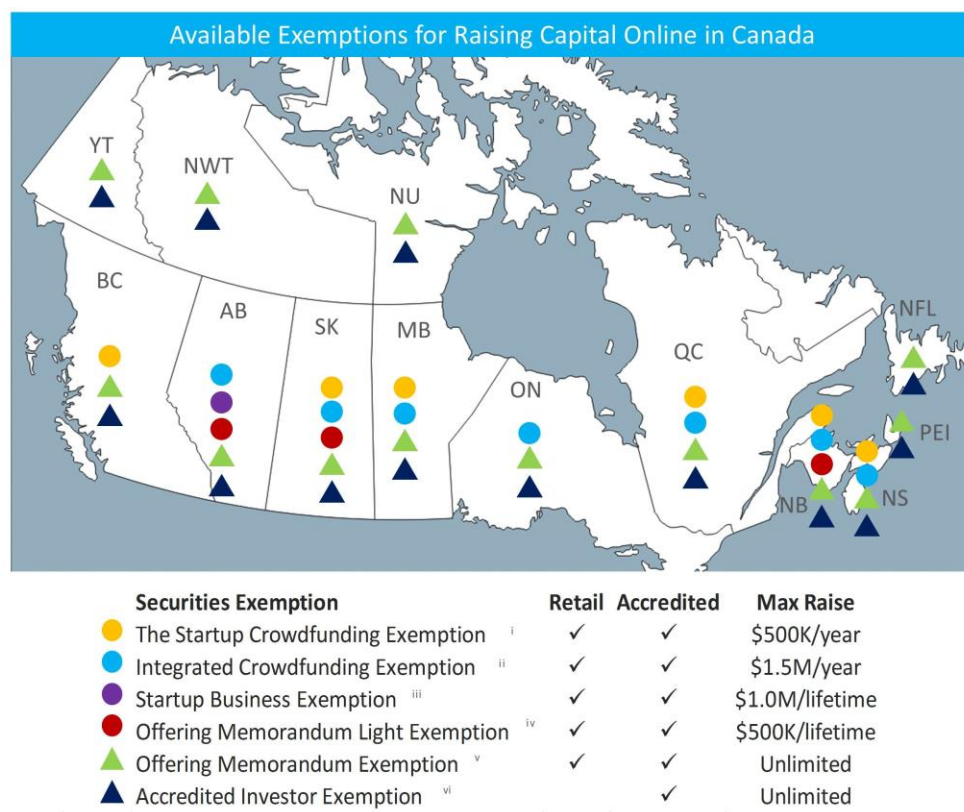 Available Exemptions for Raising Capital Online in Canada
YT
NWT
NU
BC
AB
SK
MB
ON
QC
NFL
PEI
NB
NS
Securities Exemption Retail Accredited Max Raise
The Startup Crowdfunding Exemption i ✓ ✓ $500K/year
Integrated Crowdfunding Exemption ii ✓ ✓ $1.5M/year
Startup Business Exemption iii ✓ ✓ $1.0M/lifetime
Offering Memorandum Light Exemption iv ✓ ✓ $500K/lifetime
Offering Memorandum Exemption v ✓ ✓ Unlimited
Accredited Investor Exemption vi ✓ Unlimited